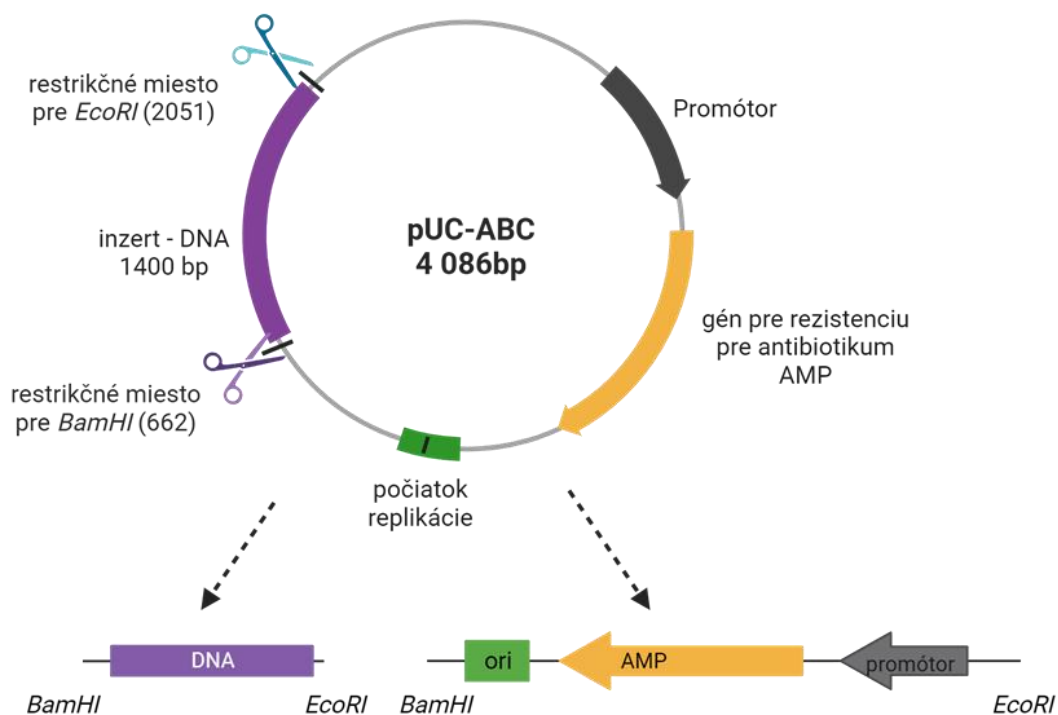 restrikčné miesto
pre EcoRI (2051)
Promótor
inzert - DNA
1400 bp
pUC-ABC
4 086bp
gén pre rezistenciu
pre antibiotikum
AMP
restrikčné miesto
pre BamHI (662)
počiatok
replikácie
DNA
BamHI
EcoRI
ori
AMP
promótor
BamHI
EcoRI